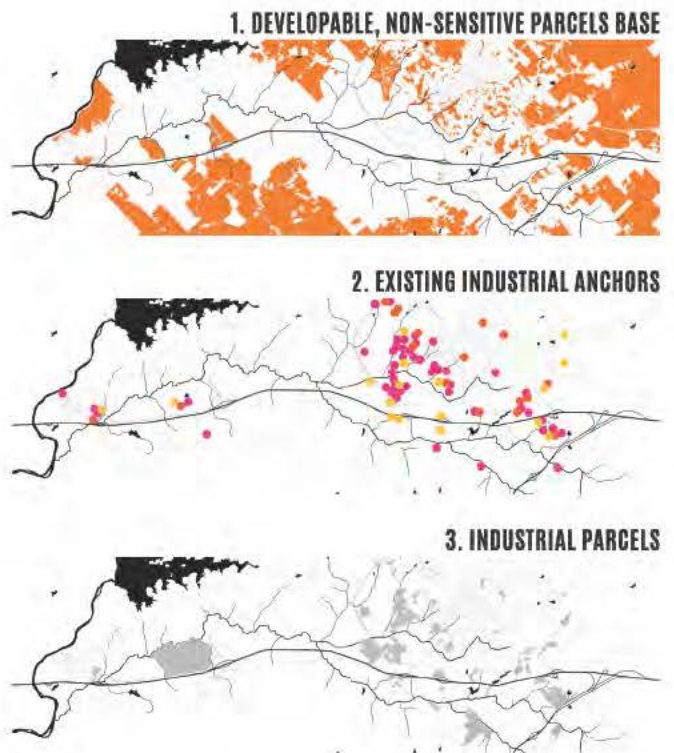 1. DEVELOPABLE, NON-SENSITIVE PARCELS BASE
2. EXISTING INDUSTRIAL ANCHORS
3. INDUSTRIAL PARCELS